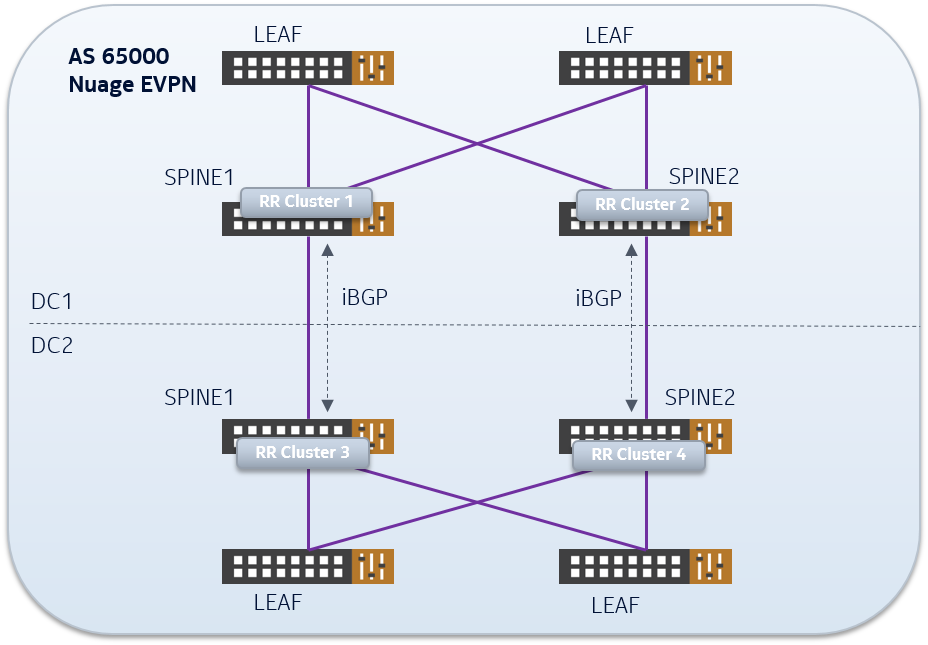 LEAF
LEAF
AS 65000
Nuage EVPN
SPINE1
SPINE2
RR Cluster 1
RR Cluster 2
iBGP
iBGP
DC1
DC2
SPINE1
SPINE2
RR Cluster 3
RR Cluster 4
LEAF
LEAF